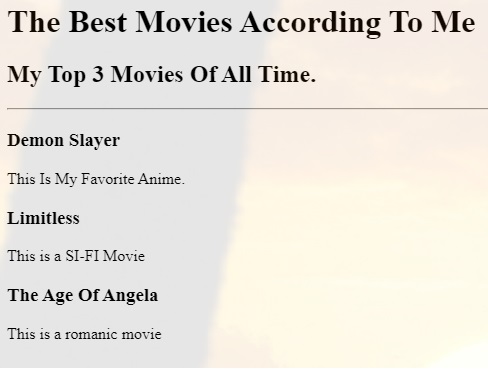 The Best Movies According To Me
My Top 3 Movies Of All Time.
Demon Slayer
This Is My Favorite Anime.
Limitless
This is a SI-FI Movie
The Age Of Angela
This is a romanic movie